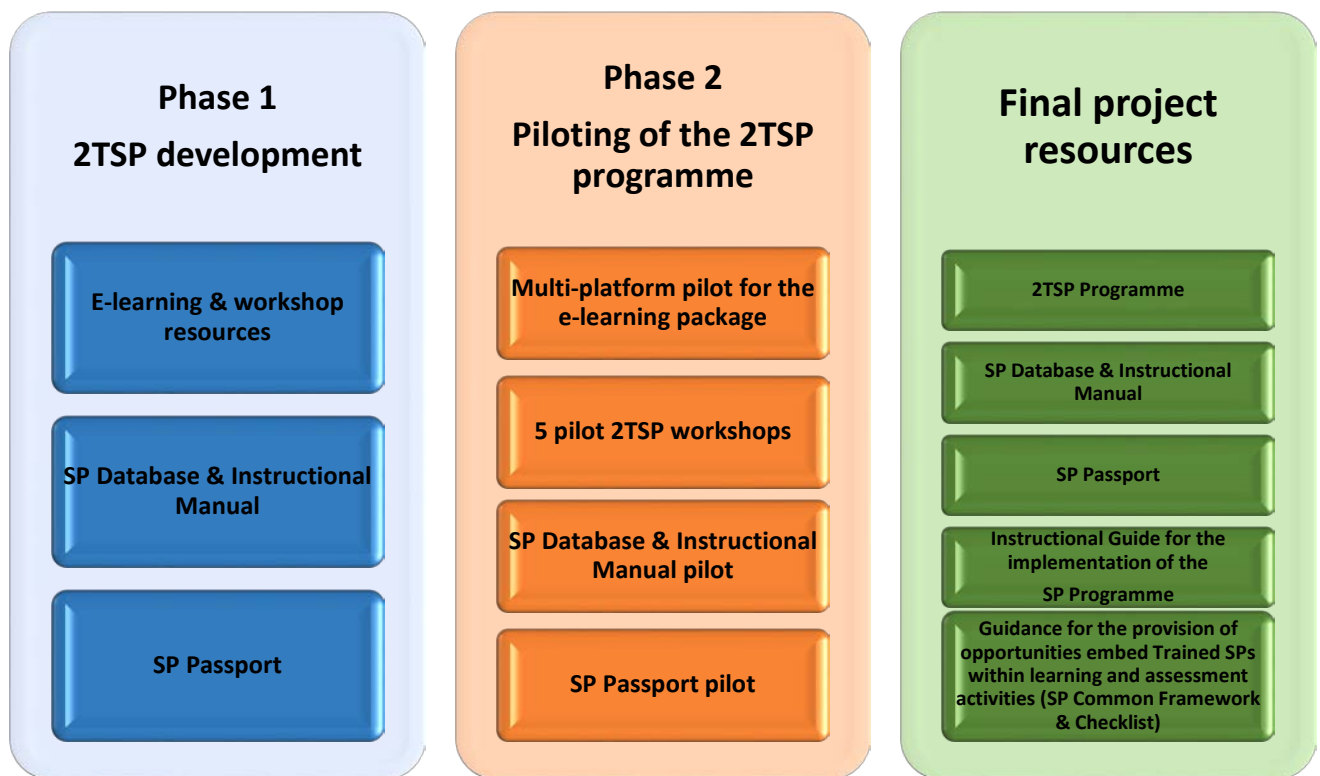 Phase 1
2TSP development
E-learning & workshop
resources
SP Database & Instructional
Manual
SP Passport
Phase 2
Piloting of the 2TSP
programme
Multi-platform pilot for the
e-learning package
5 pilot 2TSP workshops
SP Database & Instructional
Manual pilot
SP Passport pilot
Final project
resources
2TSP Programme
SP Database & Instructional
Manual
SP Passport
Instructional Guide for the
implementation of the
SP Programme
Guidance for the provision of
opportunities embed Trained SPs
within learning and assessment
activities (SP Common Framework
& Checklist)